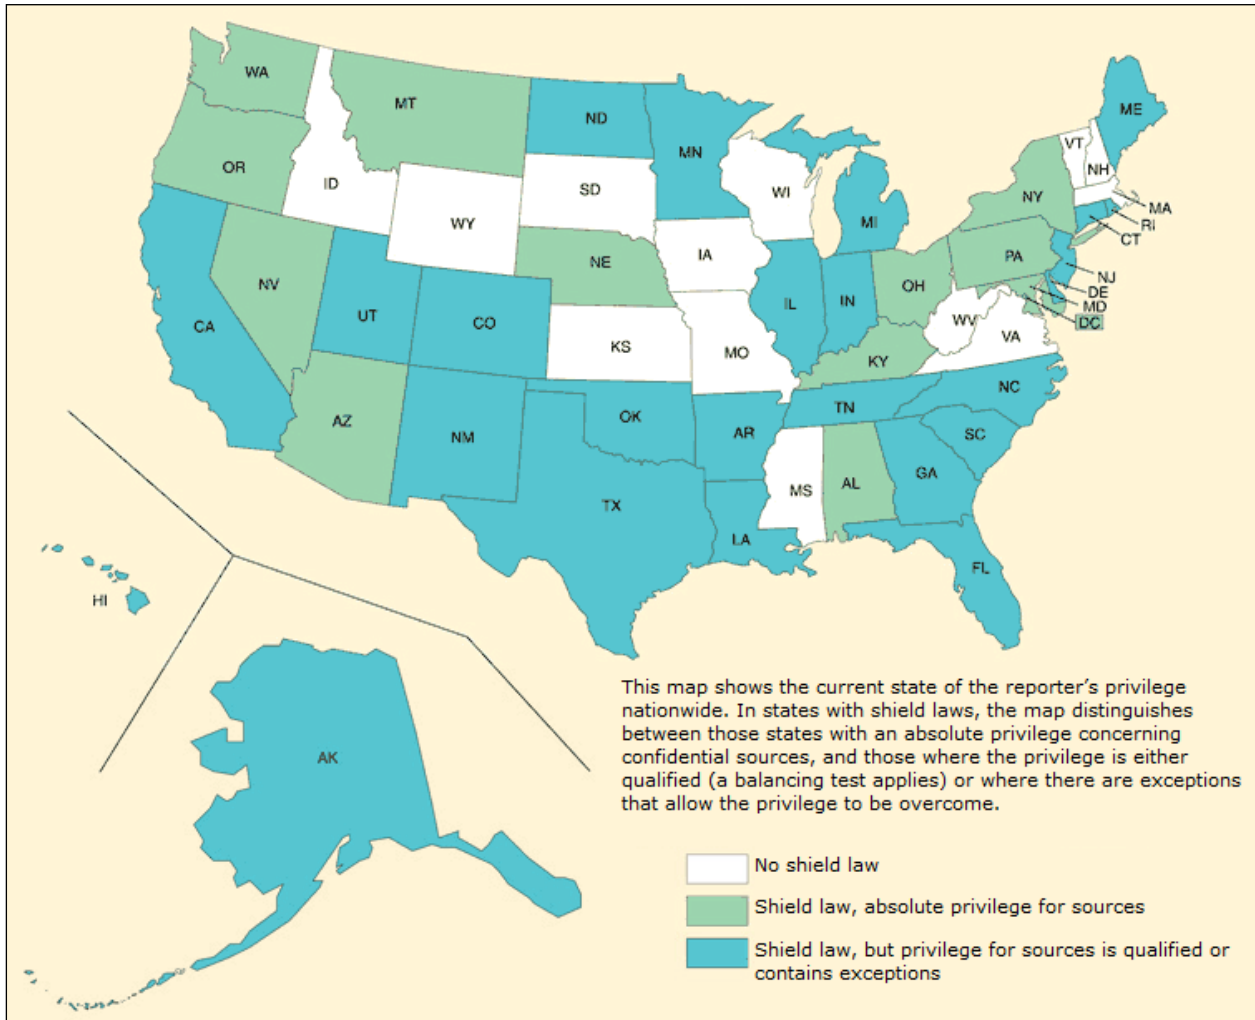 WA
MT
ND
MN
ME
VT
NH
OR
ID
SD
WI
MI
NY
MA
RI
CT
WY
IA
PA
NJ
DE
MD
DC
NE
NV
UT
CO
IL
IN
OH
WV
VA
CA
KS
MO
KY
NC
AZ
NM
OK
AR
TN
SC
TX
LA
MS
AL
GA
FL
HI
AK
This map shows the current state of the reporter's privilege
nationwide. In states with shield laws, the map distinguishes
between those states with an absolute privilege concerning
confidential sources, and those where the privilege is either
qualified (a balancing test applies) or where there are exceptions
that allow the privilege to be overcome.
No shield law
Shield law, absolute privilege for sources
Shield law, but privilege for sources is qualified or
contains exceptions